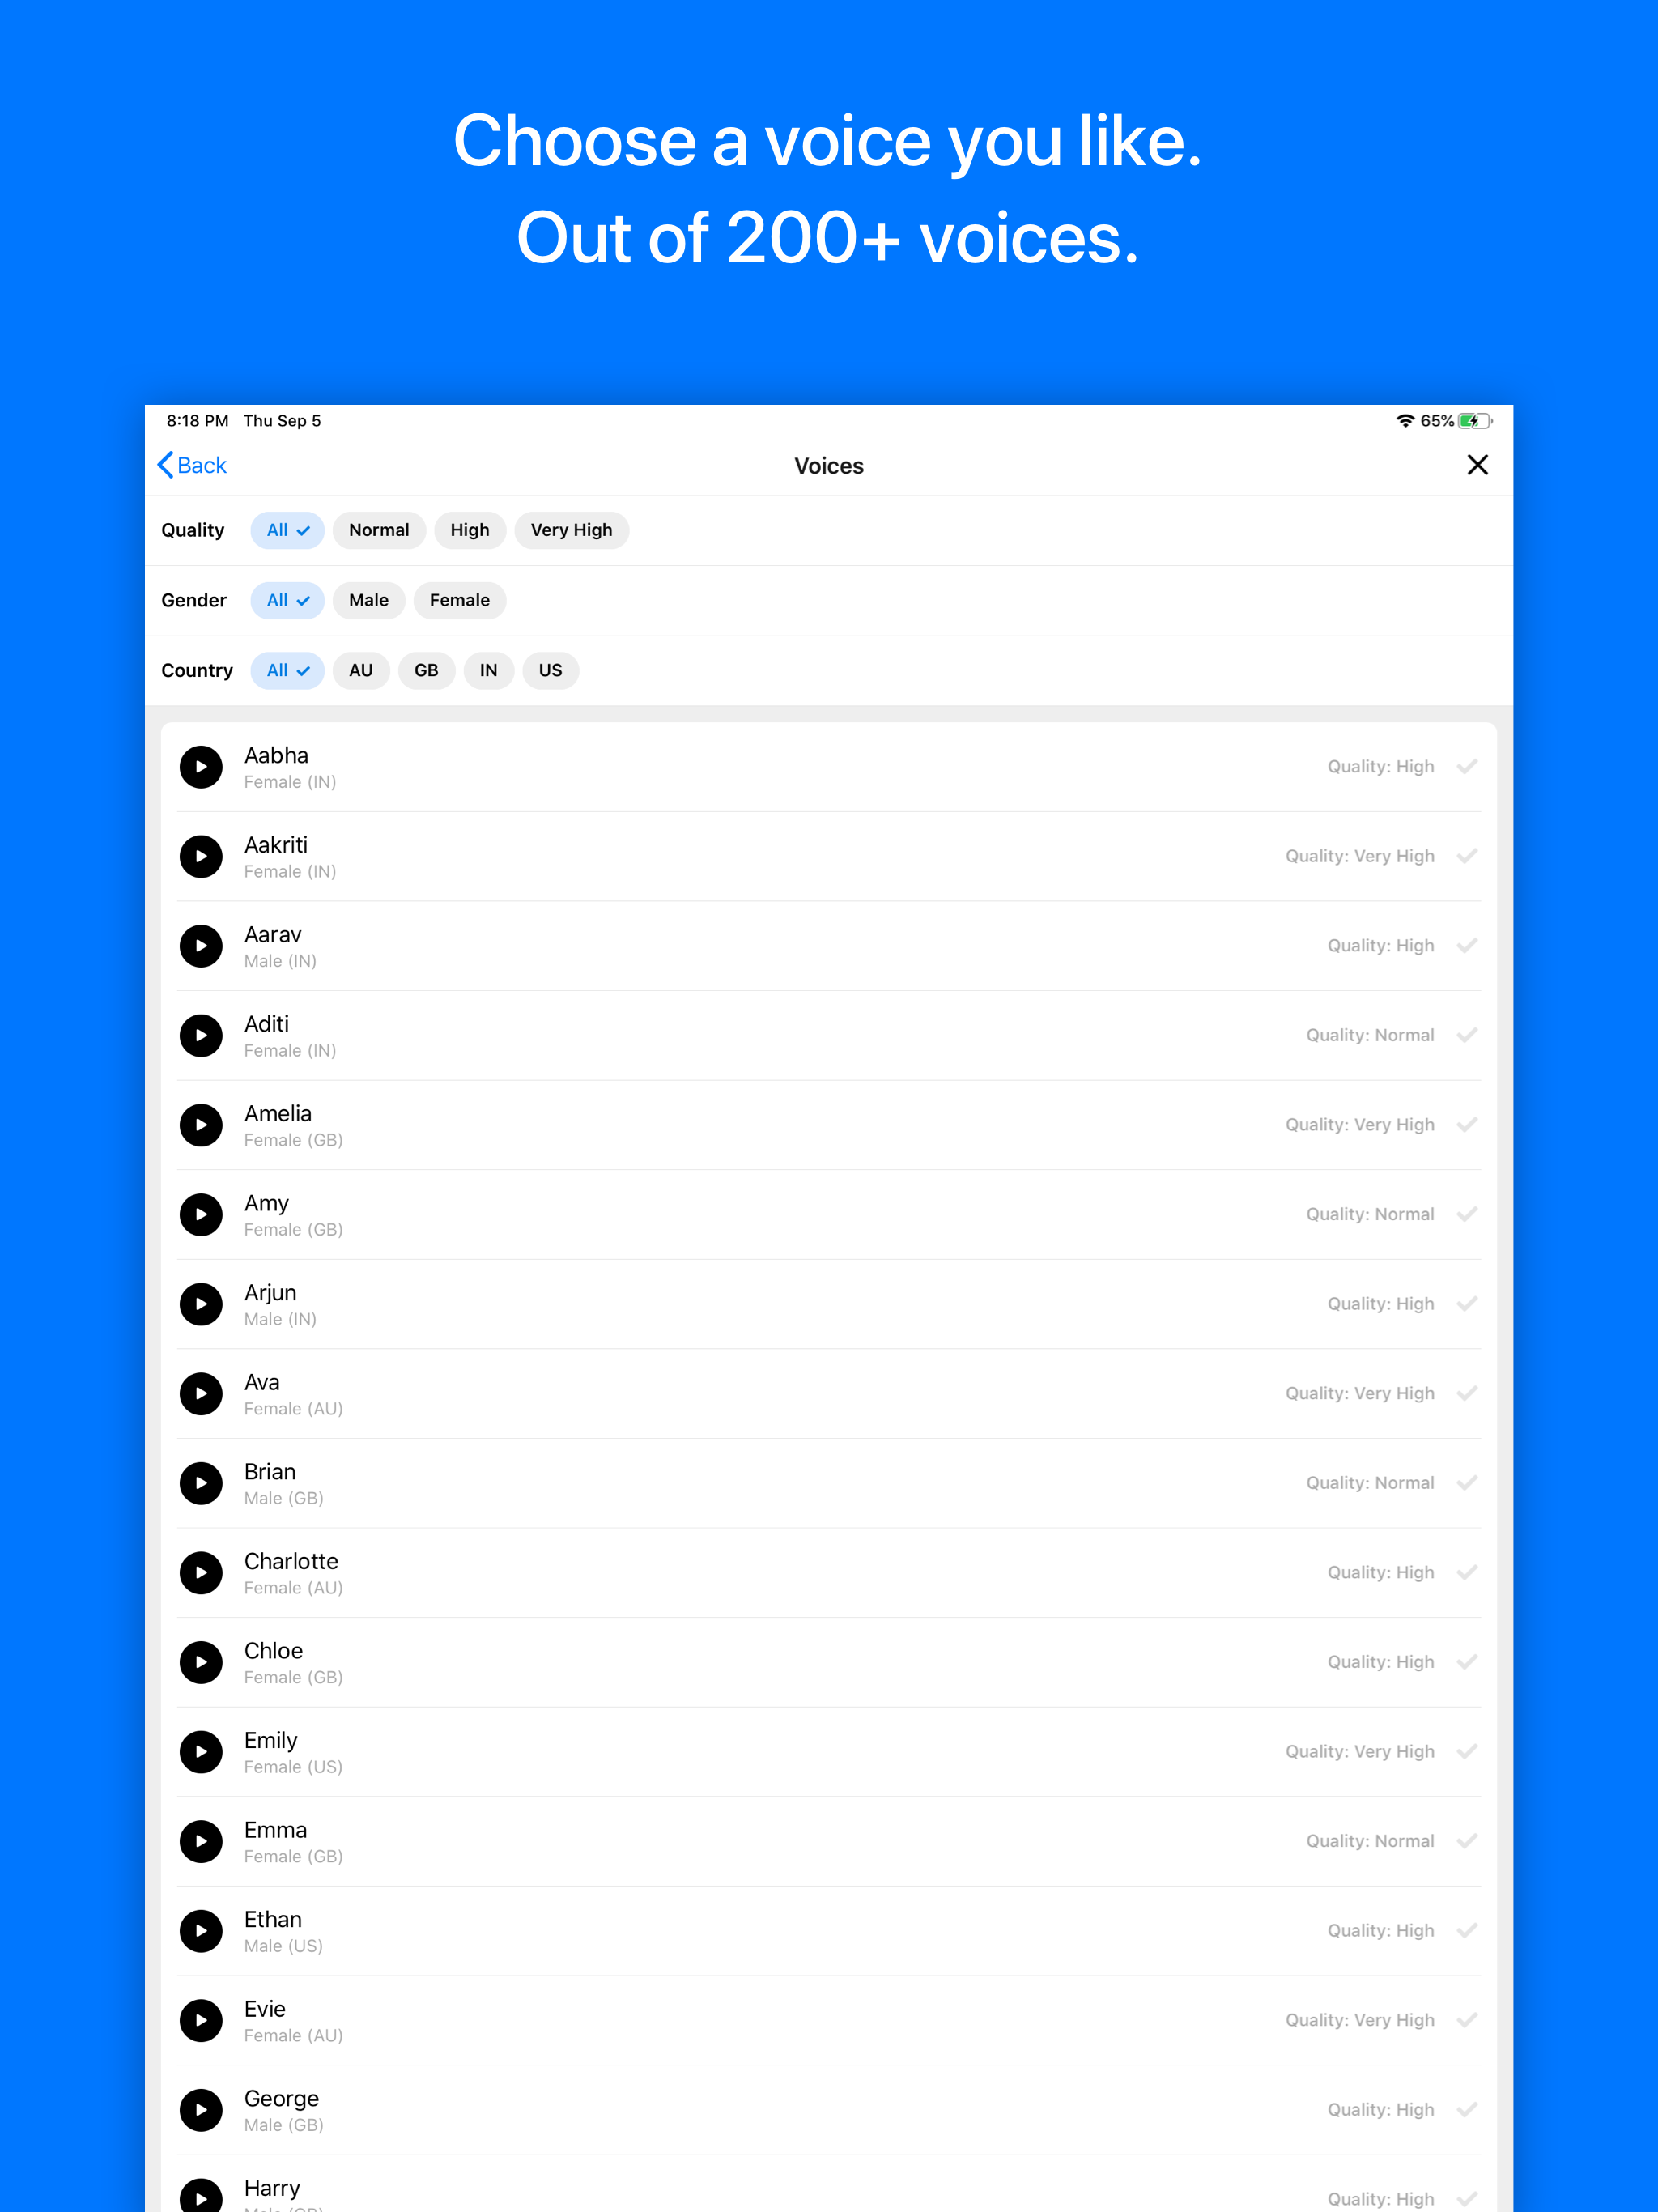 Choose a voice you like.
Out of 200+ voices.
8:18 PM Thu Sep 5 65%
Back Voices
Quality All Normal High Very High
Gender All Male Female
Country All AU GB IN US
Aabha
Female (IN) Quality: High
Aakriti
Female (IN) Quality: Very High
Aarav
Male (IN) Quality: High
Aditi
Female (IN) Quality: Normal
Amelia
Female (GB) Quality: Very High
Amy
Female (GB) Quality: Normal
Arjun
Male (IN) Quality: High
Ava
Female (AU) Quality: Very High
Brian
Male (GB) Quality: Normal
Charlotte
Female (AU) Quality: High
Chloe
Female (GB) Quality: High
Emily
Female (US) Quality: Very High
Emma
Female (GB) Quality: Normal
Ethan
Male (US) Quality: High
Evie
Female (AU) Quality: Very High
George
Male (GB) Quality: High
Harry
Quality: High